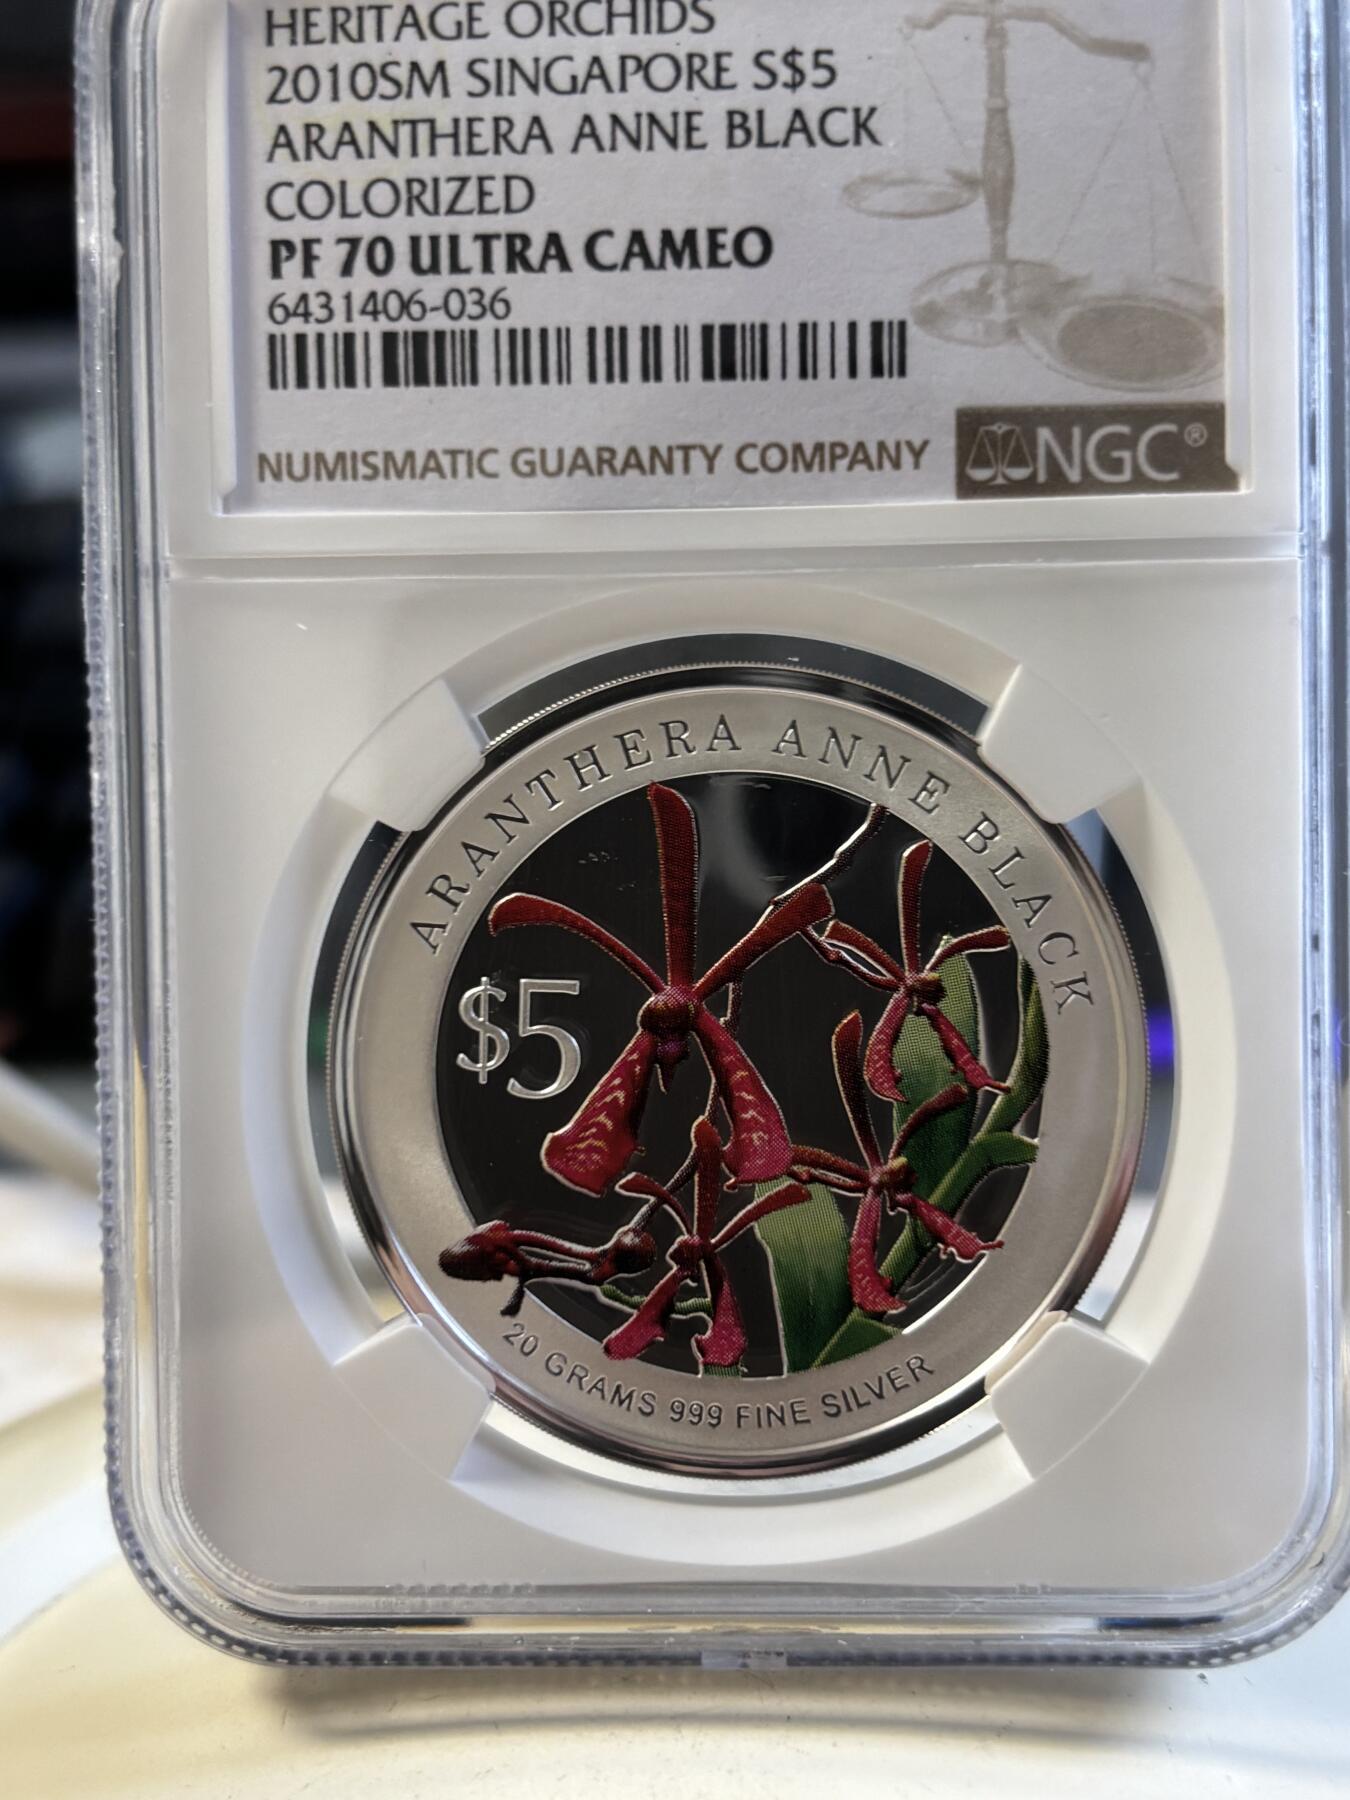 HERITAGE ORCHIDS
2010SM SINGAPORE S$5
ARANTHERA ANNE BLACK
COLORIZED
PF 70 ULTRA CAMEO
6431406-036
NUMISMATIC GUARANTY COMPANY
NGC®
ARANTHERA ANNE BLACK
$5
20 GRAMS 999 FINE SILVER